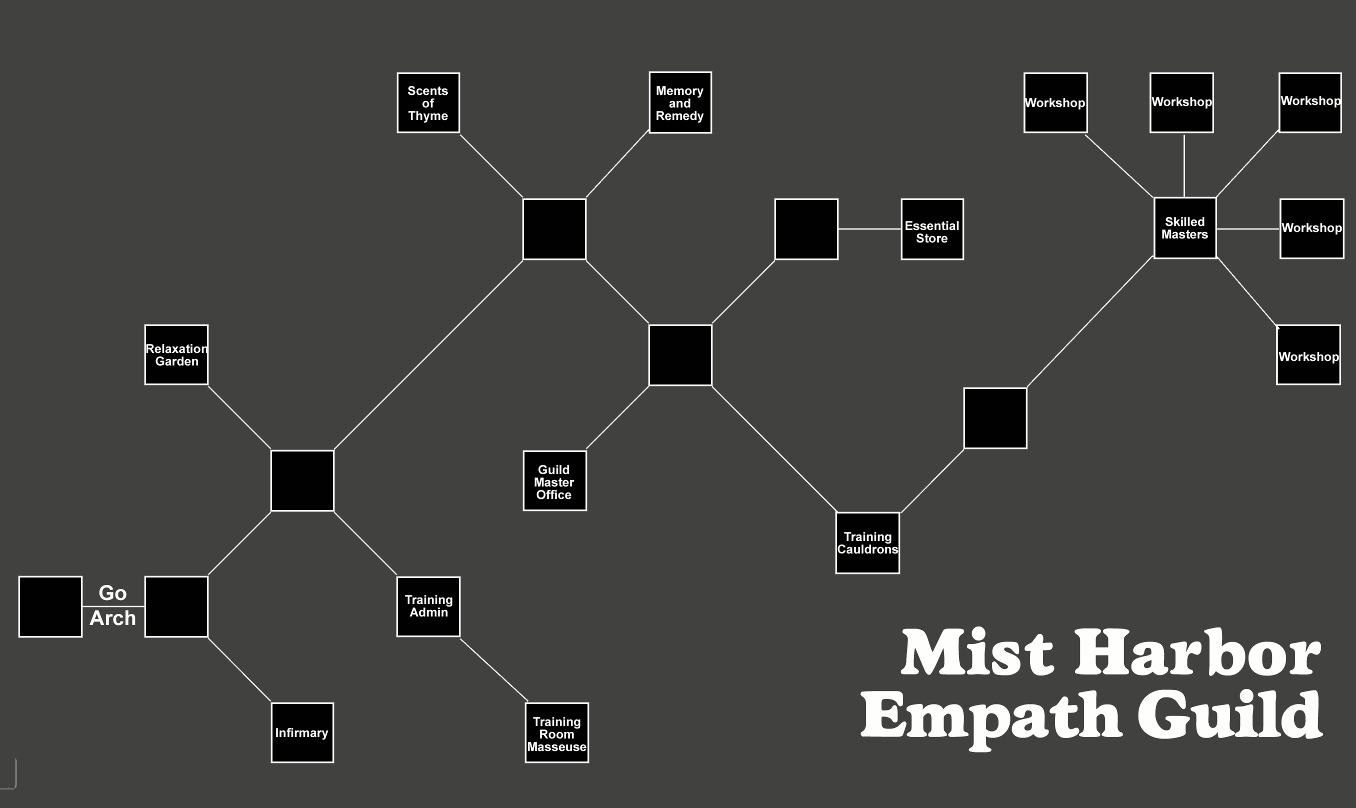 Scents
of
Thyme
Memory
and
Remedy
Workshop
Workshop
Workshop
Essential
Store
Skilled
Masters
Workshop
Relaxation
Garden
Workshop
Guild
Master
Office
Training
Cauldrons
Go
Arch
Training
Admin
Infirmary
Training
Room
Masseuse
Mist Harbor
Empath Guild